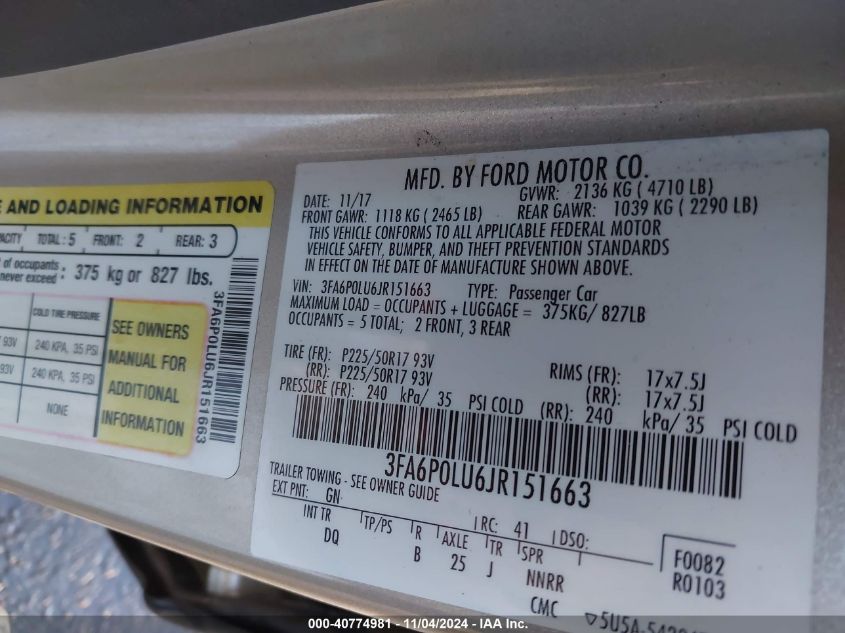 E AND LOADING INFORMATION
TOTAL: 5 FRONT: 2 REAR: 3
of occupants
never exceed: 375 kg or 827 lbs.
COLD TIRE PRESSURE
93V 240 KPA, 35 PSI
93V 240 KPA, 35 PSI
NONE
SEE OWNERS
MANUAL FOR
ADDITIONAL
INFORMATION
3FA6P0LU6JR151663
MFD. BY FORD MOTOR CO.
DATE: 11/17 GVWR: 2136 KG ( 4710 LB)
FRONT GAWR: 1118 KG ( 2465 LB) REAR GAWR: 1039 KG ( 2290 LB)
THIS VEHICLE CONFORMS TO ALL APPLICABLE FEDERAL MOTOR
VEHICLE SAFETY, BUMPER, AND THEFT PREVENTION STANDARDS
IN EFFECT ON THE DATE OF MANUFACTURE SHOWN ABOVE.
VIN: 3FA6P0LU6JR151663 TYPE: Passenger Car
MAXIMUM LOAD = OCCUPANTS + LUGGAGE = 375KG/ 827LB
OCCUPANTS = 5 TOTAL; 2 FRONT, 3 REAR
TIRE (FR): P225/50R17 93V RIMS (FR): 17x7.5J
(RR): P225/50R17 93V (RR): 17x7.5J
PRESSURE (FR): 240 kPa/ 35 PSI COLD (RR): 240 kPa/ 35 PSI COLD
3FA6P0LU6JR151663
TRAILER TOWING - SEE OWNER GUIDE
EXT PNT: GN RC: 41 DSO:
INT TR TP/PS R AXLE TR SPR F0082
DQ B 25 J NNRR R0103
CMC
000-40774981 - 11/04/2024 - IAAI.COM